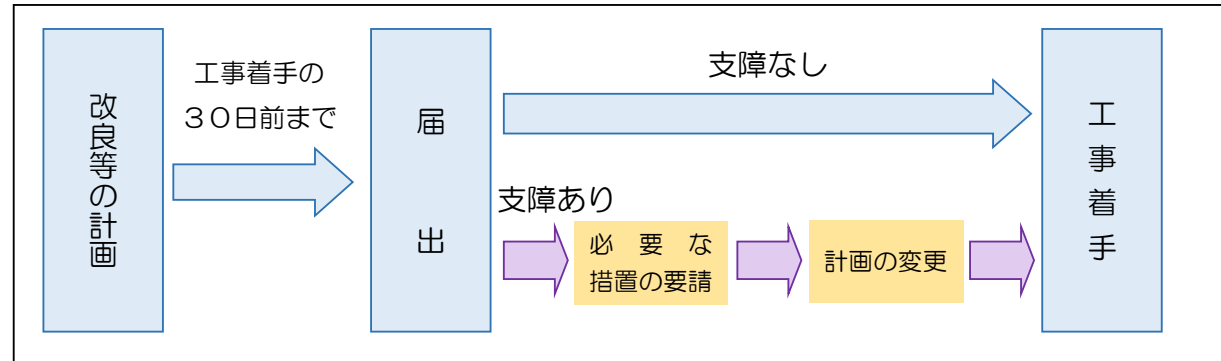 改良等の計画
工事着手の
３０日前まで
届出
支障なし
支障あり
必要な
措置の要請
計画の変更
工事着手